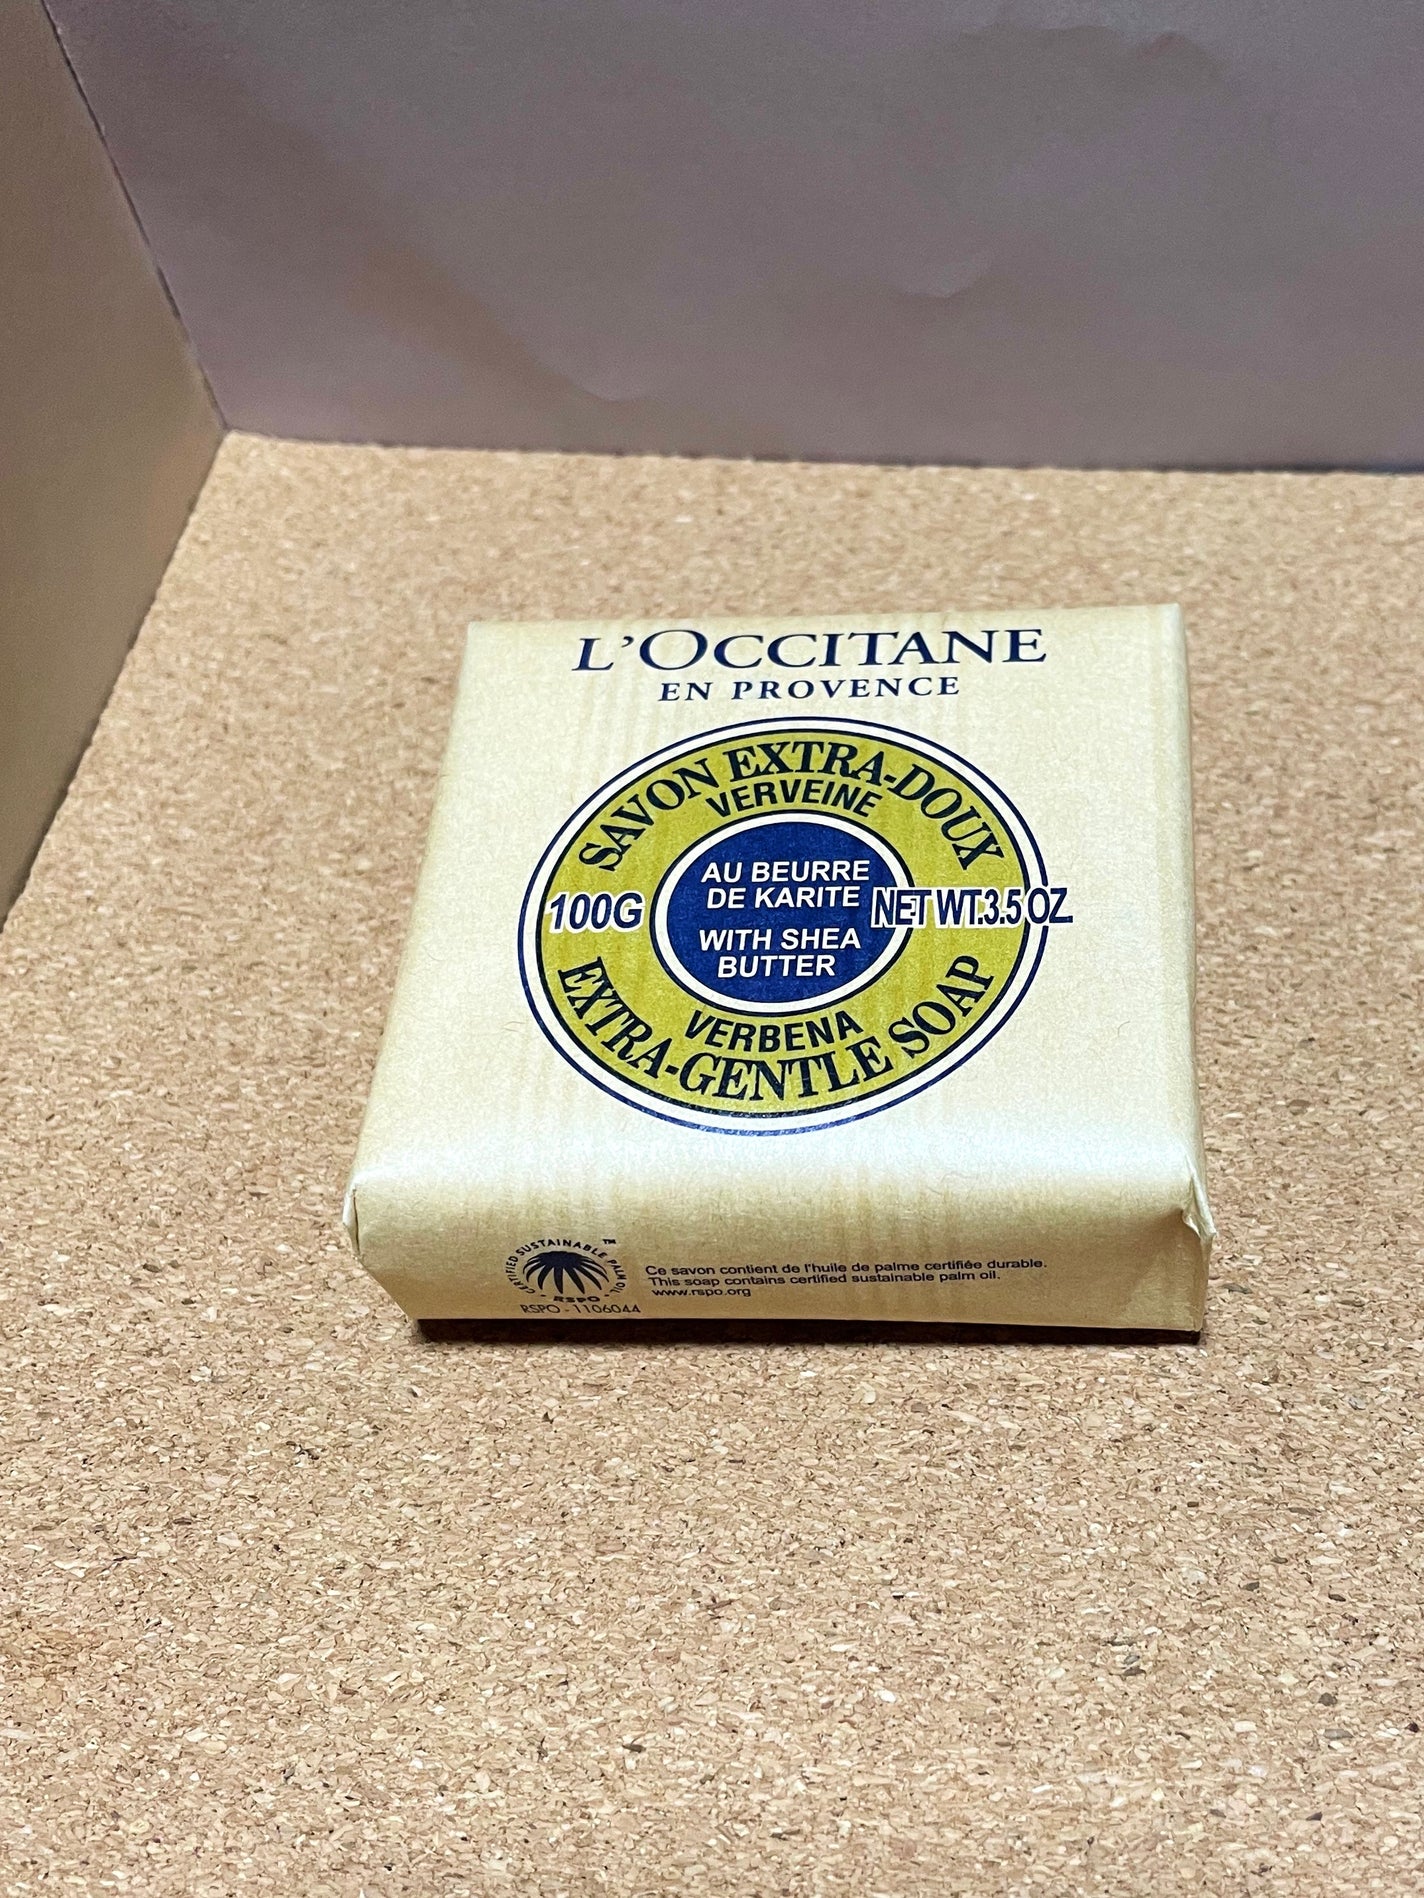 L'OCCITANE
EN PROVENCE
SAVON EXTRA-DOUX
VERVEINE
AU BEURRE
DE KARITE
100G
NET WT.3.5 OZ
WITH SHEA
BUTTER
VERBENA
EXTRA-GENTLE SOAP
CERTIFIED SUSTAINABLE PALM OIL ™
RSPO
RSPO - 1106044
Ce savon contient de l'huile de palme certifiée durable.
This soap contains certified sustainable palm oil.
www.rspo.org